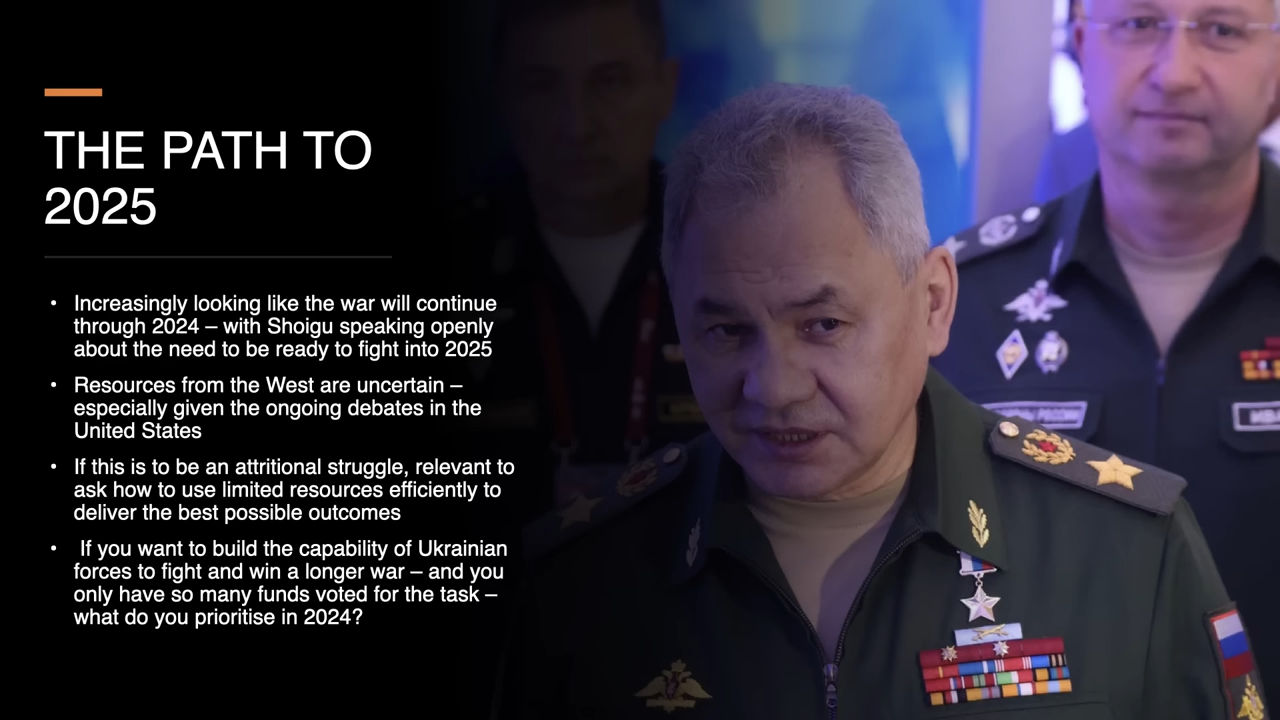 THE PATH TO
2025
• Increasingly looking like the war will continue
through 2024 – with Shoigu speaking openly
about the need to be ready to fight into 2025
• Resources from the West are uncertain –
especially given the ongoing debates in the
United States
• If this is to be an attritional struggle, relevant to
ask how to use limited resources efficiently to
deliver the best possible outcomes
• If you want to build the capability of Ukrainian
forces to fight and win a longer war – and you
only have so many funds voted for the task –
what do you prioritise in 2024?
РОССИИ
ИВА